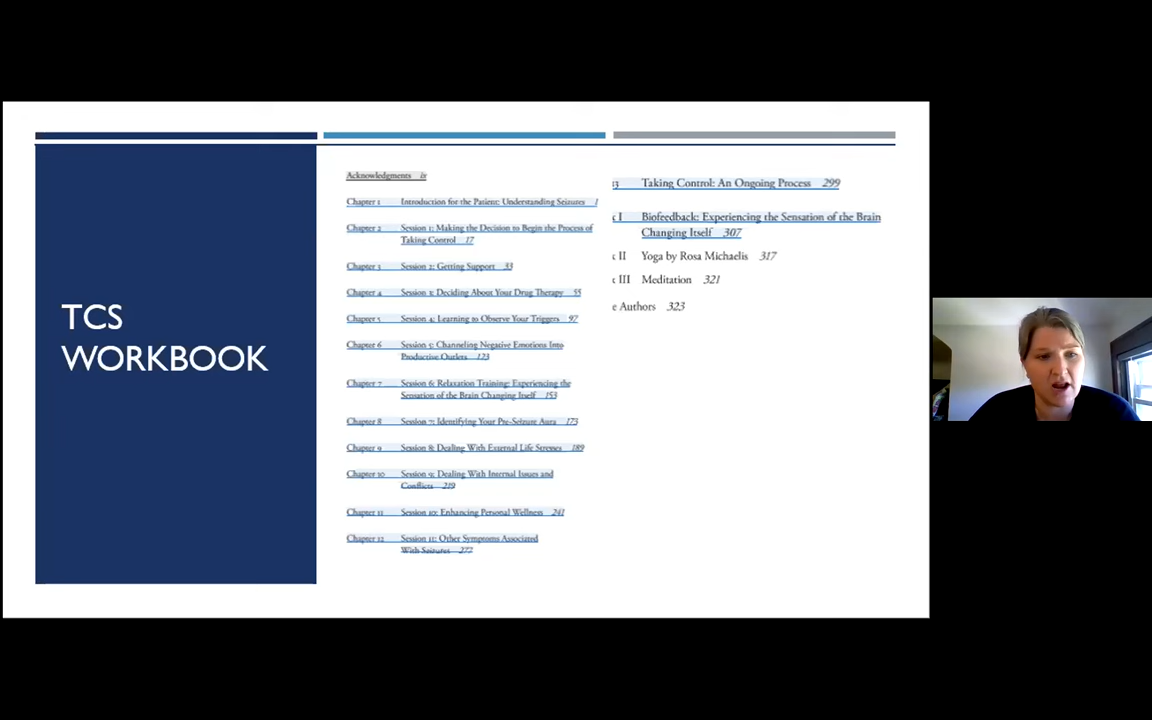 TCS
WORKBOOK
Acknowledgments ix
Chapter 1 Introduction for the Patient: Understanding Seizures 1
Chapter 2 Session 1: Making the Decision to Begin the Process of
Taking Control 17
Chapter 3 Session 2: Getting Support 33
Chapter 4 Session 3: Deciding About Your Drug Therapy 55
Chapter 5 Session 4: Learning to Observe Your Triggers 97
Chapter 6 Session 5: Channeling Negative Emotions Into
Productive Outlets 123
Chapter 7 Session 6: Relaxation Training: Experiencing the
Sensation of the Brain Changing Itself 153
Chapter 8 Session 7: Identifying Your Pre-Seizure Aura 173
Chapter 9 Session 8: Dealing With External Life Stresses 189
Chapter 10 Session 9: Dealing With Internal Issues and
Conflicts 219
Chapter 11 Session 10: Enhancing Personal Wellness 241
Chapter 12 Session 11: Other Symptoms Associated
With Seizures 277
13 Taking Control: An Ongoing Process 299
x I Biofeedback: Experiencing the Sensation of the Brain
Changing Itself 307
x II Yoga by Rosa Michaelis 317
x III Meditation 321
e Authors 323